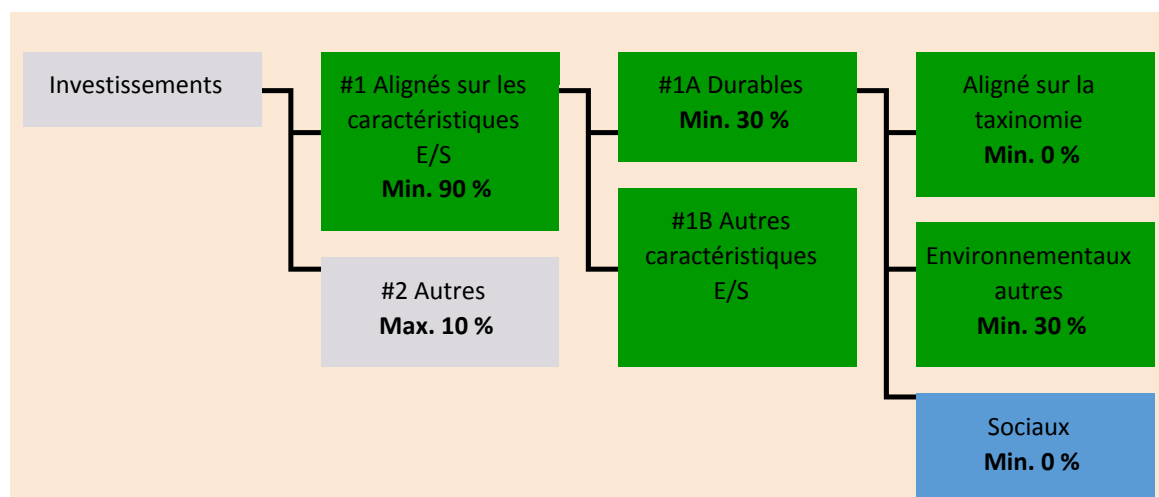 Investissements
#1 Alignés sur les
caractéristiques
E/S
Min. 90 %
#2 Autres
Max. 10 %
#1A Durables
Min. 30 %
#1B Autres
caractéristiques
E/S
Aligné sur la
taxinomie
Min. 0 %
Environnementaux
autres
Min. 30 %
Sociaux
Min. 0 %